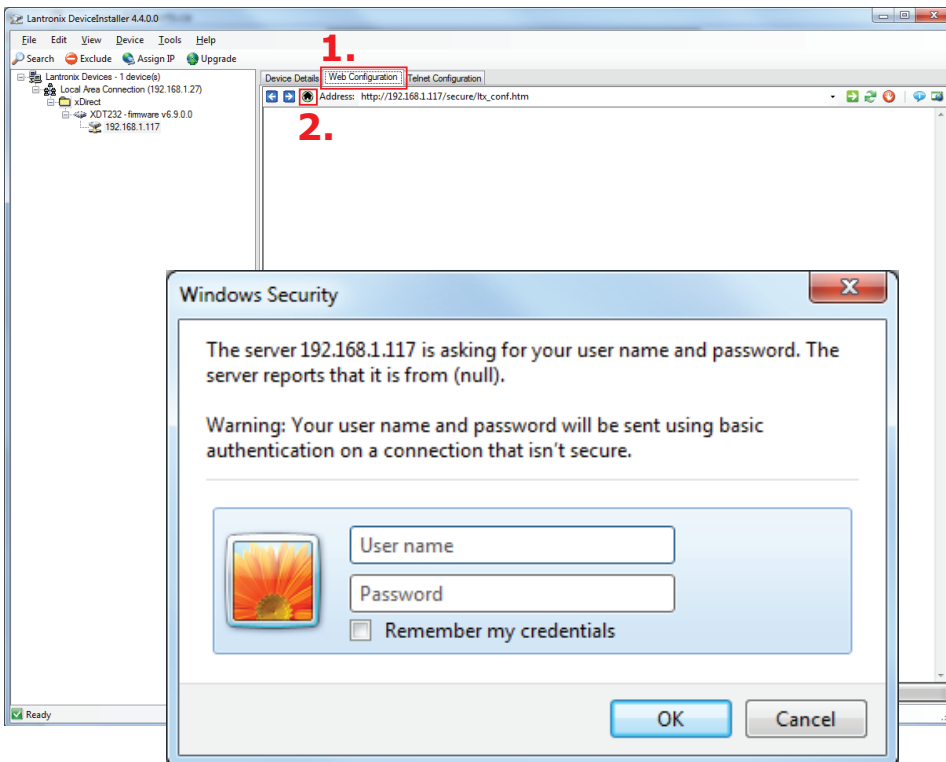 Lantronix DeviceInstaller 4.4.0.0
File Edit View Device Tools Help
1.
Search Exclude Assign IP Upgrade
Lantronix Devices - 1 device(s)
Local Area Connection (192.168.1.27)
xDirect
XDT232 - firmware v6.9.0.0
192.168.1.117
Device Details Web Configuration Telnet Configuration
Address: http://192.168.1.117/secure/ltx_conf.htm
2.
Windows Security
The server 192.168.1.117 is asking for your user name and password. The
server reports that it is from (null).
Warning: Your user name and password will be sent using basic
authentication on a connection that isn't secure.
User name
Password
Remember my credentials
OK Cancel
Ready